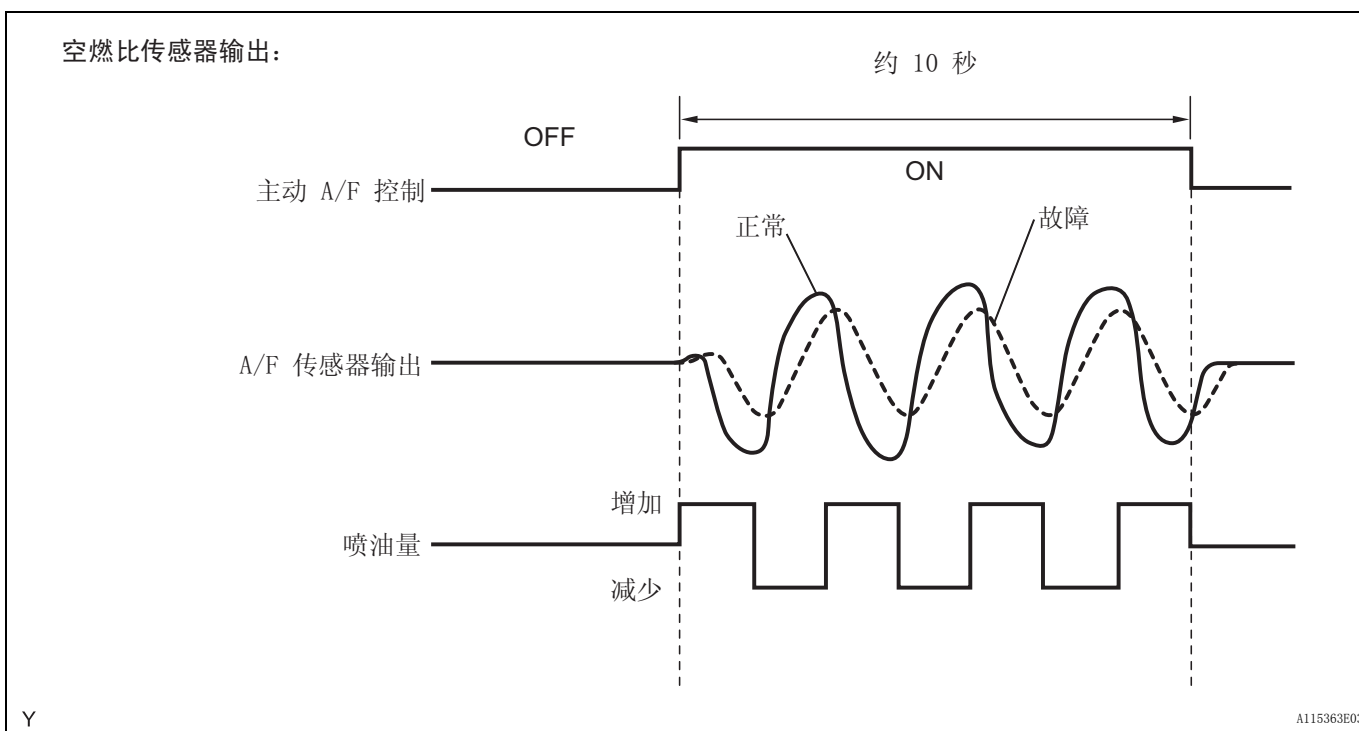 空燃比传感器输出：
约 10 秒
OFF
ON
主动 A/F 控制
正常
故障
A/F 传感器输出
增加
喷油量
减少
Y
A115363E03